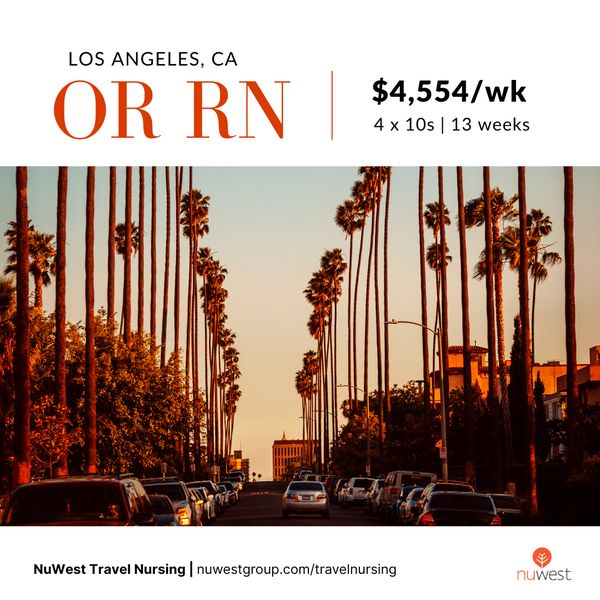 LOS ANGELES, CA
OR RN
$4,554/wk
4 x 10s | 13 weeks
NuWest Travel Nursing | nuwestgroup.com/travelnursing
nuwest